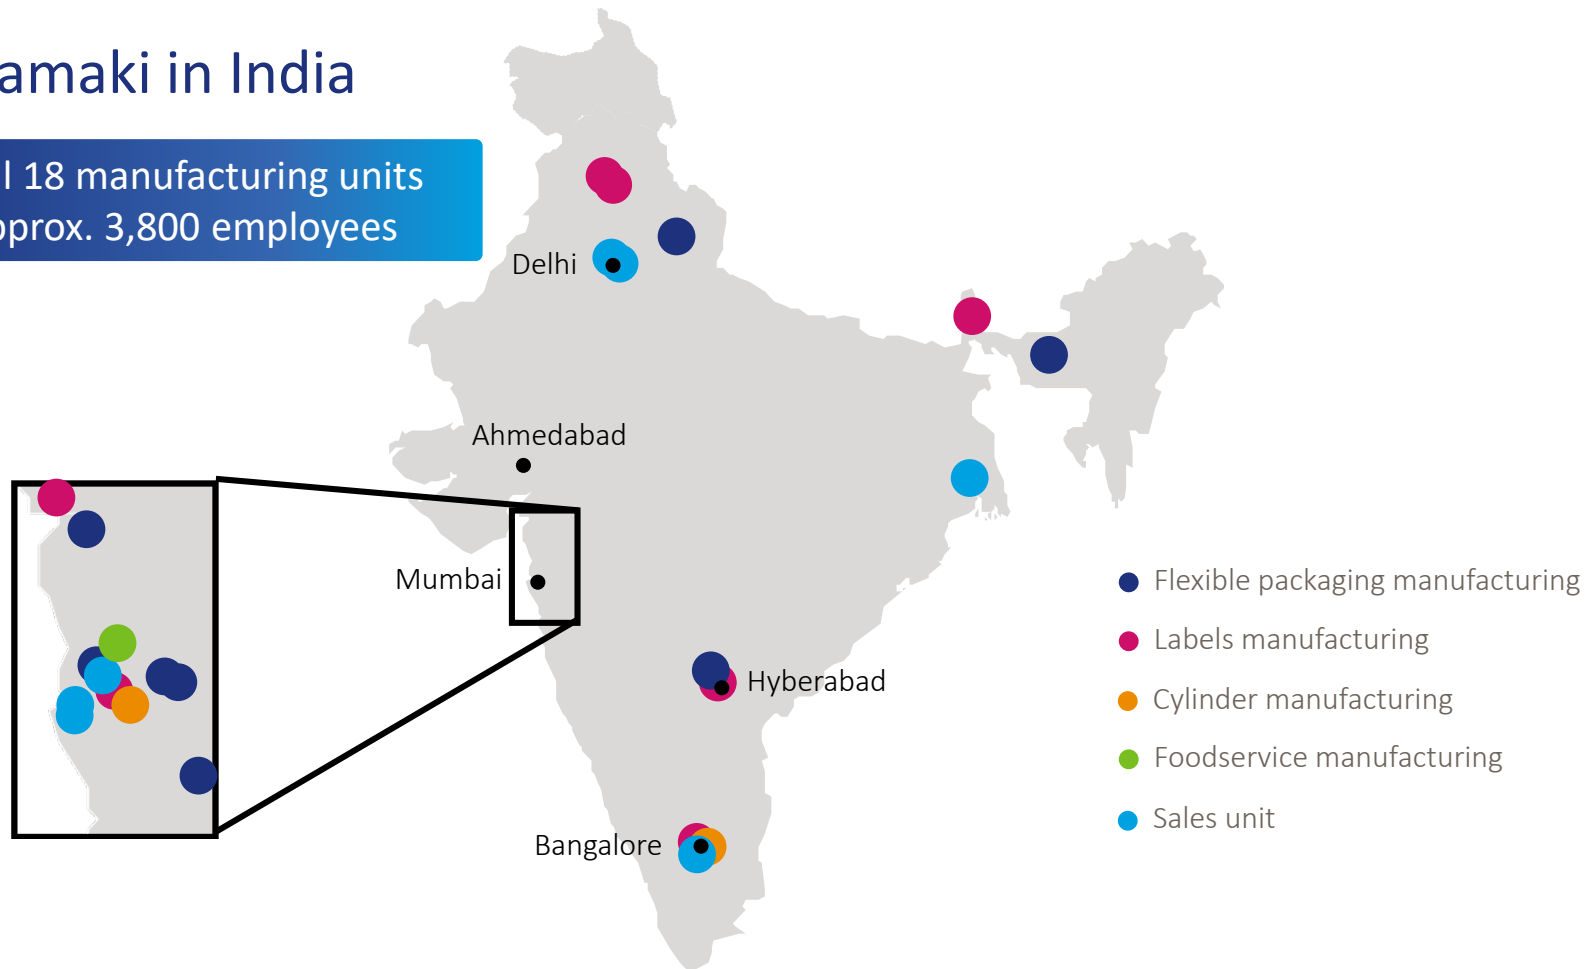 amaki in India
l 18 manufacturing units
pprox. 3,800 employees
Delhi
Ahmedabad
Mumbai
Hyberabad
Bangalore
Flexible packaging manufacturing
Labels manufacturing
Cylinder manufacturing
Foodservice manufacturing
Sales unit